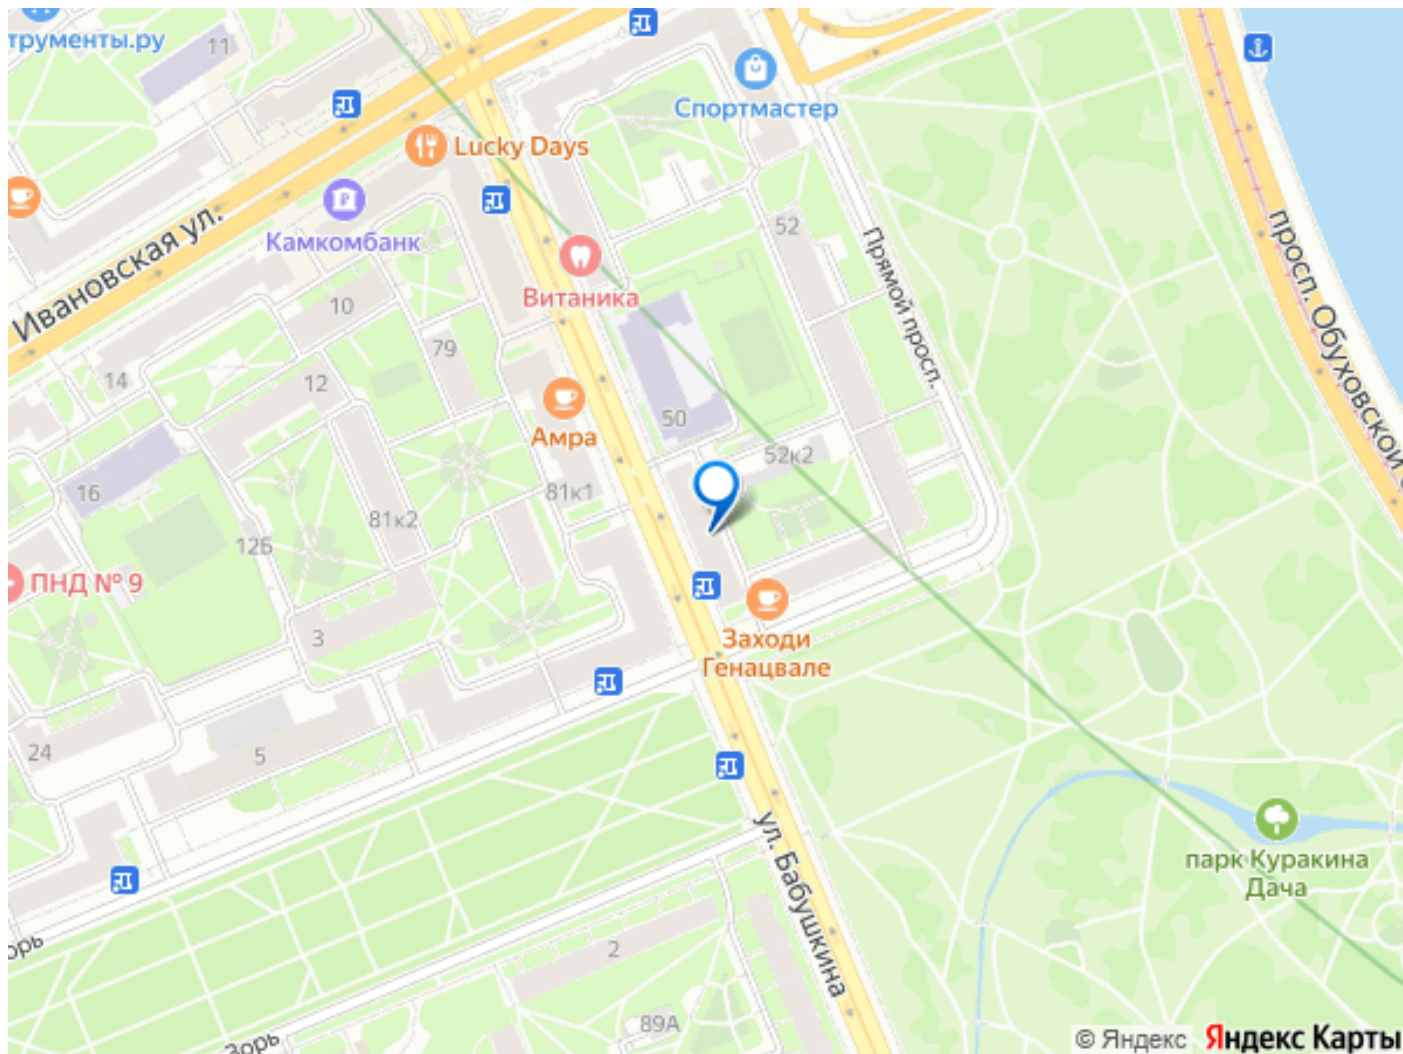 трументы.ру
11
Спортмастер
Lucky Days
Камкомбанк
Ивановская ул.
52
Прямой просп.
просп. Обуховской
Витаника
10
79
14
12
50
Амра
52к2
16
81к1
81к2
12Б
ПНД № 9
3
Заходи
Генацвале
24
5
парк Куракина
Дача
ул. Бабушкина
орь
2
89А
Зорь
© Яндекс Яндекс Карты